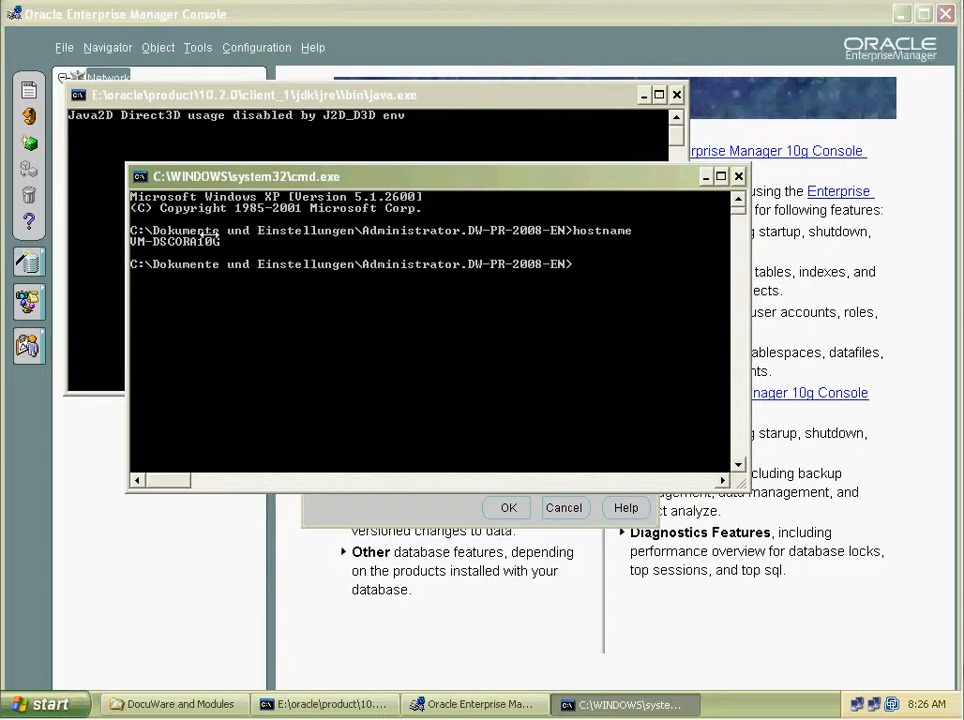 Oracle Enterprise Manager Console
File Navigator Object Tools Configuration Help
ORACLE
EnterpriseManager
Network
E:\oracle\product\10.2.0\client_1\jdk\jre\\bin\java.exe
Java2D Direct3D usage disabled by J2D_D3D env
rprise Manager 10g Console
C:\WINDOWS\system32\cmd.exe
Microsoft Windows XP [Version 5.1.2600]
(C) Copyright 1985-2001 Microsoft Corp.
C:\Dokumente und Einstellungen\Administrator.DW-PR-2008-EN>hostname
VM-DSCORA10G
C:\Dokumente und Einstellungen\Administrator.DW-PR-2008-EN>
using the Enterprise
for following features:
g startup, shutdown,
tables, indexes, and
ects.
user accounts, roles,
ablespaces, datafiles,
nts.
nager 10g Console
g starup, shutdown,
cluding backup
agement, data management, and
ct analyze.
OK Cancel Help
versioned changes to data.
Other database features, depending
on the products installed with your
database.
Diagnostics Features, including
performance overview for database locks,
top sessions, and top sql.
start
DocuWare and Modules
E:\oracle\product\10....
Oracle Enterprise Ma...
C:\WINDOWS\syste...
8:26 AM